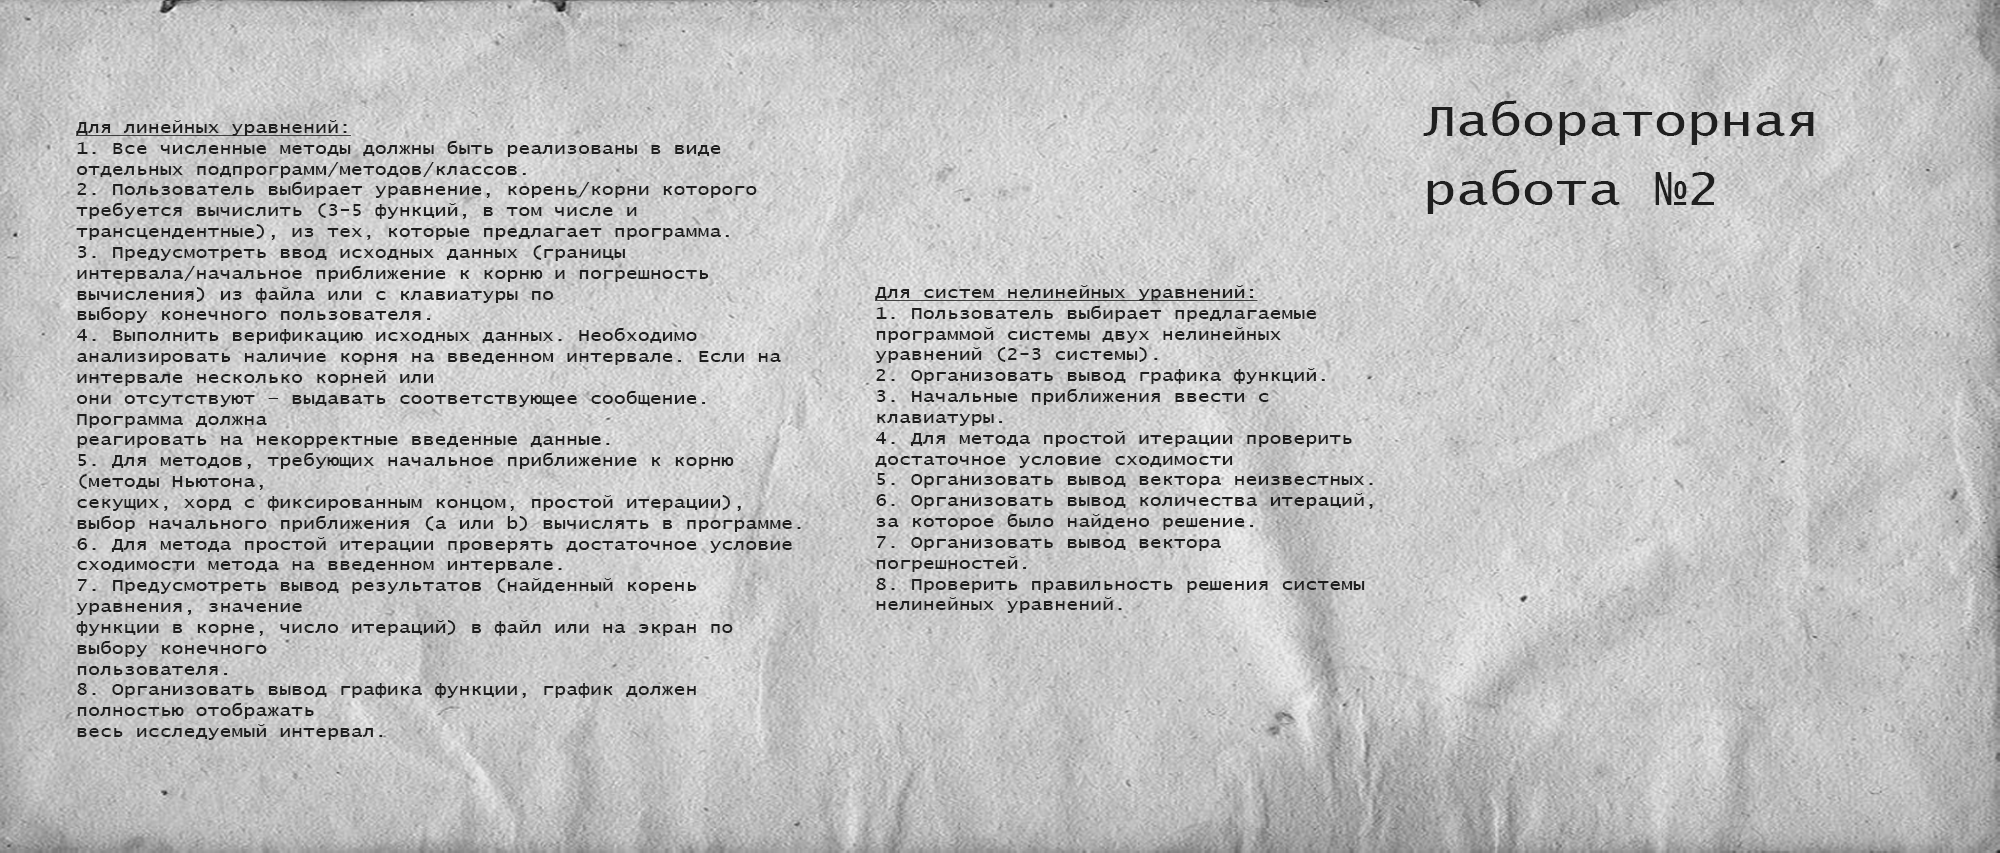 Лабораторная
работа №2
Для линейных уравнений:
1. Все численные методы должны быть реализованы в виде
отдельных подпрограмм/методов/классов.
2. Пользователь выбирает уравнение, корень/корни которого
требуется вычислить (3-5 функций, в том числе и
трансцендентные), из тех, которые предлагает программа.
3. Предусмотреть ввод исходных данных (границы
интервала/начальное приближение к корню и погрешность
вычисления) из файла или с клавиатуры по
выбору конечного пользователя.
4. Выполнить верификацию исходных данных. Необходимо
анализировать наличие корня на введенном интервале. Если на
интервале несколько корней или
они отсутствуют – выдавать соответствующее сообщение.
Программа должна
реагировать на некорректные введенные данные.
5. Для методов, требующих начальное приближение к корню
(методы Ньютона,
секущих, хорд с фиксированным концом, простой итерации),
выбор начального приближения (a или b) вычислять в программе.
6. Для метода простой итерации проверять достаточное условие
сходимости метода на введенном интервале.
7. Предусмотреть вывод результатов (найденный корень
уравнения, значение
функции в корне, число итераций) в файл или на экран по
выбору конечного
пользователя.
8. Организовать вывод графика функции, график должен
полностью отображать
весь исследуемый интервал.
Для систем нелинейных уравнений:
1. Пользователь выбирает предлагаемые
программой системы двух нелинейных
уравнений (2-3 системы).
2. Организовать вывод графика функций.
3. Начальные приближения ввести с
клавиатуры.
4. Для метода простой итерации проверить
достаточное условие сходимости
5. Организовать вывод вектора неизвестных.
6. Организовать вывод количества итераций,
за которое было найдено решение.
7. Организовать вывод вектора
погрешностей.
8. Проверить правильность решения системы
нелинейных уравнений.